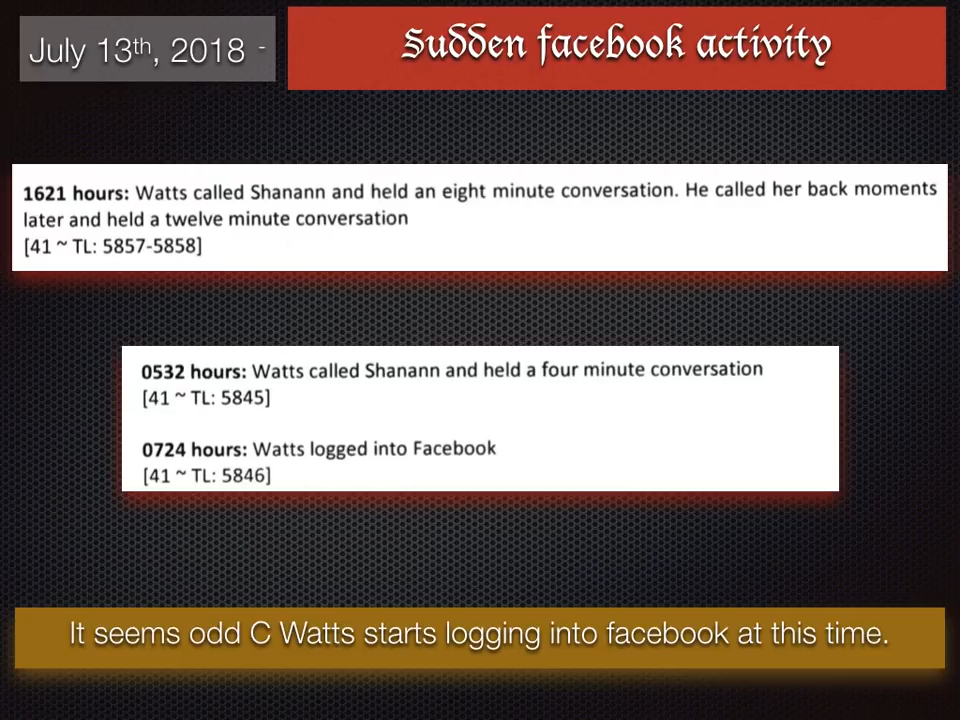 July 13th, 2018 -
Sudden facebook activity
1621 hours: Watts called Shanann and held an eight minute conversation. He called her back moments
later and held a twelve minute conversation
[41 ~ TL: 5857-5858]
0532 hours: Watts called Shanann and held a four minute conversation
[41 ~ TL: 5845]
0724 hours: Watts logged into Facebook
[41 ~ TL: 5846]
It seems odd C Watts starts logging into facebook at this time.